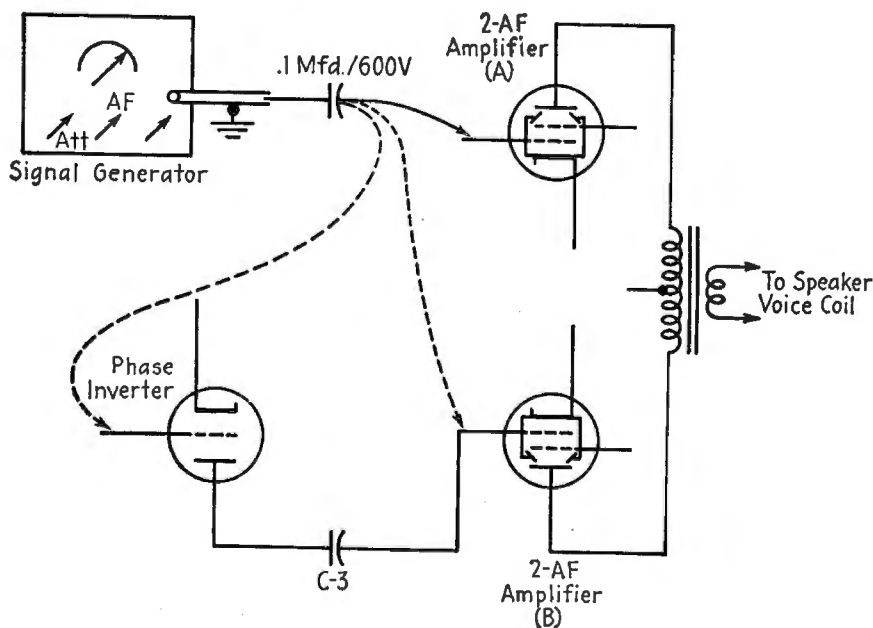 2-AF
Amplifier
(A)
.1 Mfd./600V
AF
Att
Signal Generator
To Speaker
Voice Coil
Phase
Inverter
C-3
2-AF
Amplifier
(B)